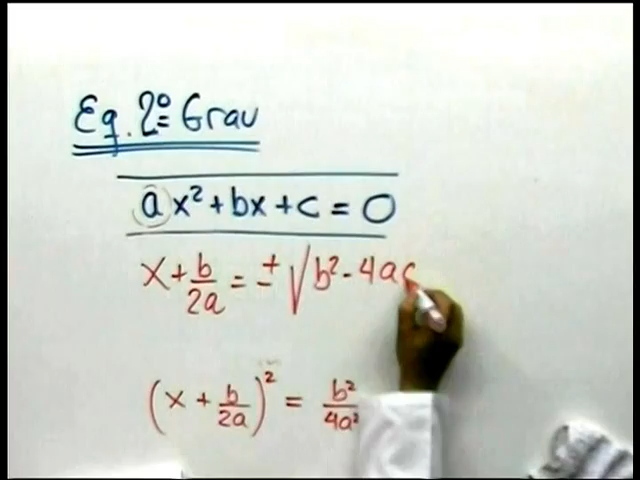 Eq. 2º Grau
ax² + bx + c = 0
x + b/2a = ± √b² - 4ac
(x + b/2a)² = b²/4a²